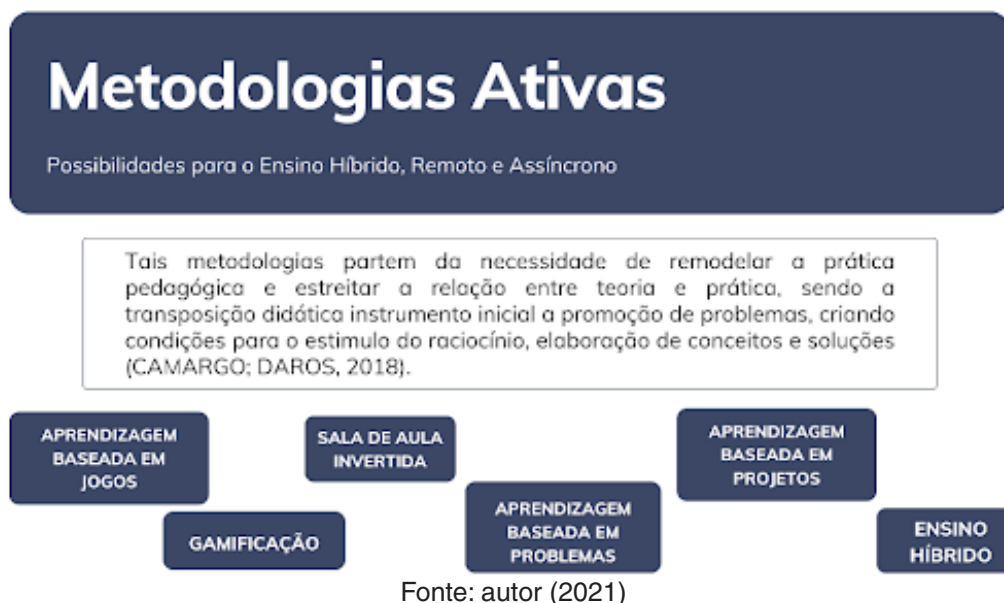 Metodologias Ativas
Possibilidades para o Ensino Híbrido, Remoto e Assíncrono
Tais metodologias partem da necessidade de remodelar a prática
pedagógica e estreitar a relação entre teoria e prática, sendo a
transposição didática instrumento inicial a promoção de problemas, criando
condições para o estimulo do raciocínio, elaboração de conceitos e soluções
(CAMARGO; DAROS, 2018).
APRENDIZAGEM
BASEADA EM
JOGOS
GAMIFICAÇÃO
SALA DE AULA
INVERTIDA
APRENDIZAGEM
BASEADA EM
PROBLEMAS
APRENDIZAGEM
BASEADA EM
PROJETOS
ENSINO
HÍBRIDO
Fonte: autor (2021)